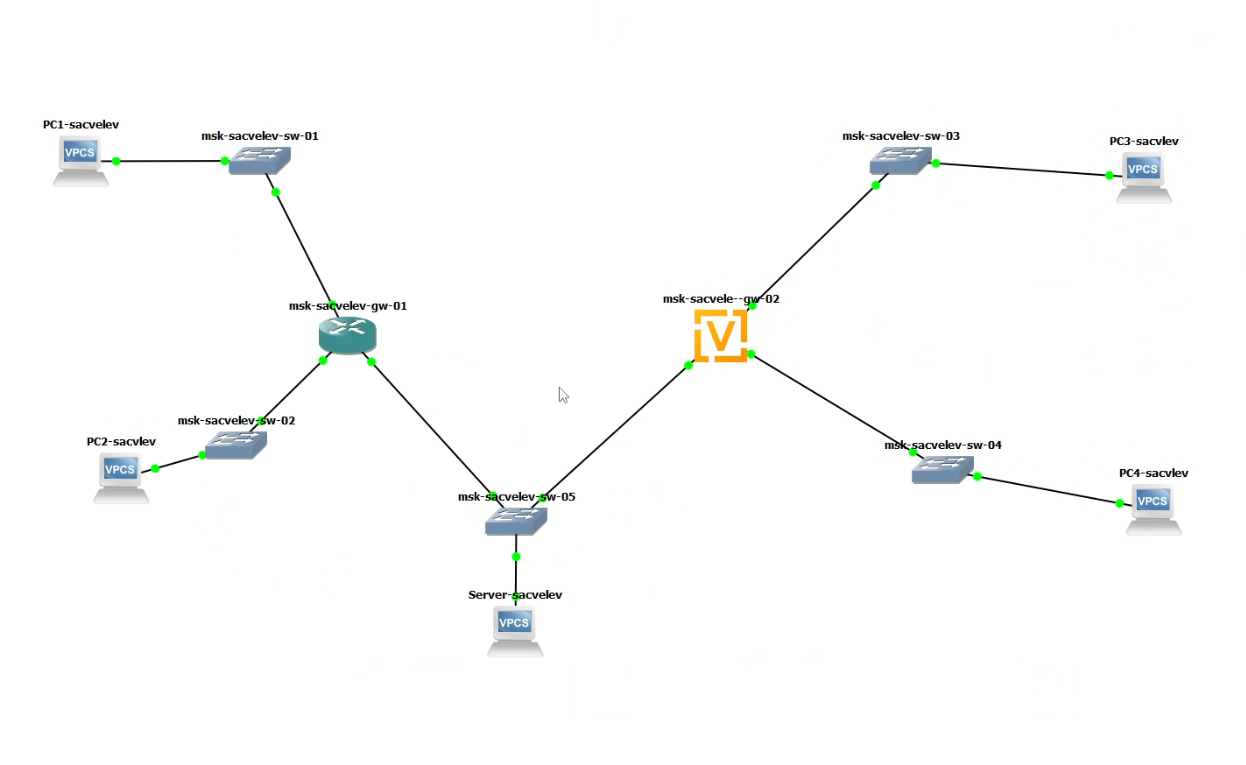 PC1-sacvelev
VPCS
msk-sacvelev-sw-01
msk-sacvelev-sw-03
PC3-sacvlev
VPCS
msk-sacvelev-gw-01
msk-sacvele--gw-02
V
msk-sacvelev-sw-02
PC2-sacvlev
VPCS
msk-sacvelev-sw-04
PC4-sacvlev
VPCS
msk-sacvelev-sw-05
Server-sacvelev
VPCS